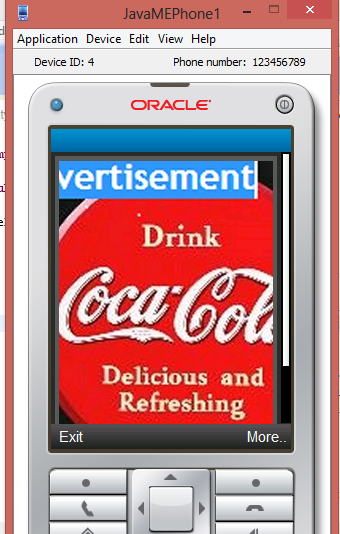 JavaMEPhone1
Application Device Edit View Help
Device ID: 4 Phone number: 123456789
ORACLE
vertisement
Drink
Coca-Col
Delicious and
Refreshing
Exit More..